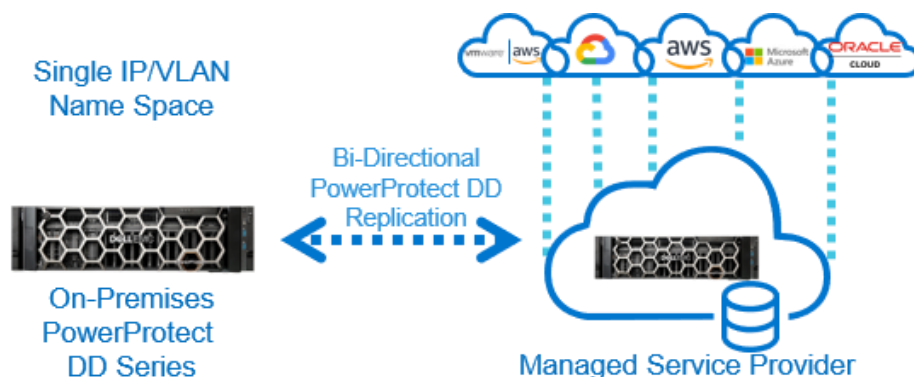 Single IP/VLAN
Name Space
vmware | aws
aws
Microsoft
Azure
ORACLE
CLOUD
Bi-Directional
PowerProtect DD
Replication
On-Premises
PowerProtect
DD Series
Managed Service Provider